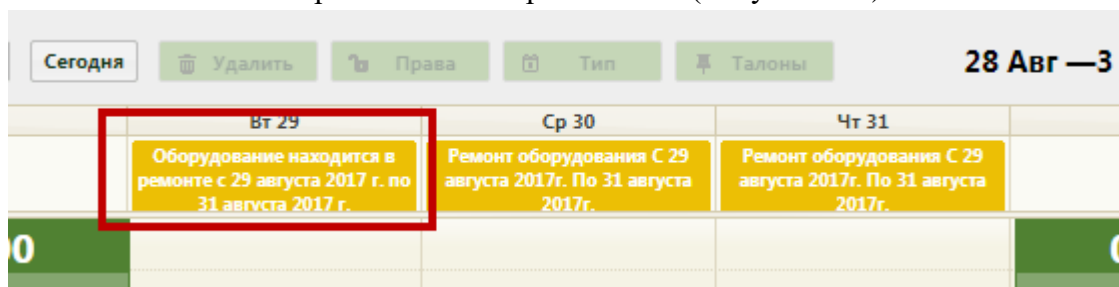 Сегодня Удалить Права Тип Талоны 28 Авг —3
Вт 29 Ср 30 Чт 31
Оборудование находится в
ремонте с 29 августа 2017 г. по
31 августа 2017 г.
Ремонт оборудования С 29
августа 2017г. По 31 августа
2017г.
Ремонт оборудования С 29
августа 2017г. По 31 августа
2017г.